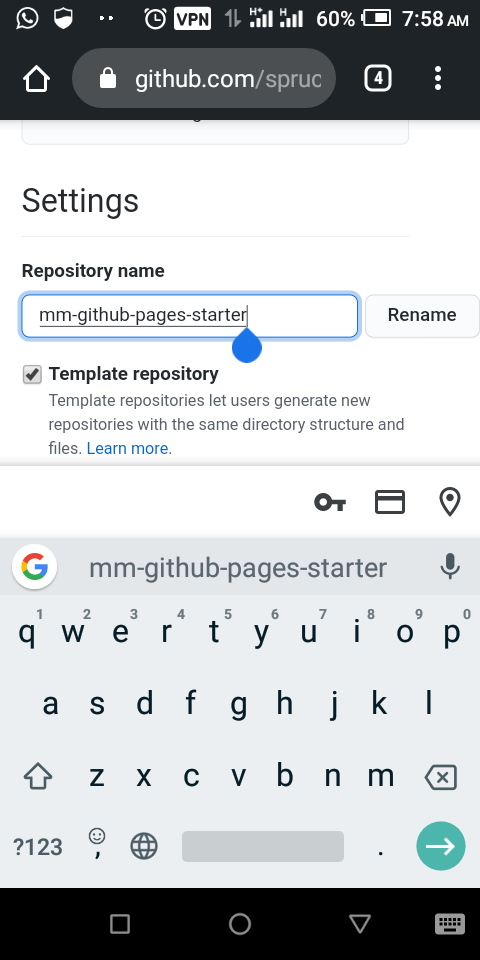 VPN H+ H 60% 7:58 AM
github.com/spruc 4
Settings
Repository name
mm-github-pages-starter Rename
Template repository
Template repositories let users generate new
repositories with the same directory structure and
files. Learn more.
G mm-github-pages-starter
1 2 3 4 5 6 7 8 9 0
q w e r t y u i o p
a s d f g h j k l
z x c v b n m
?123 , .